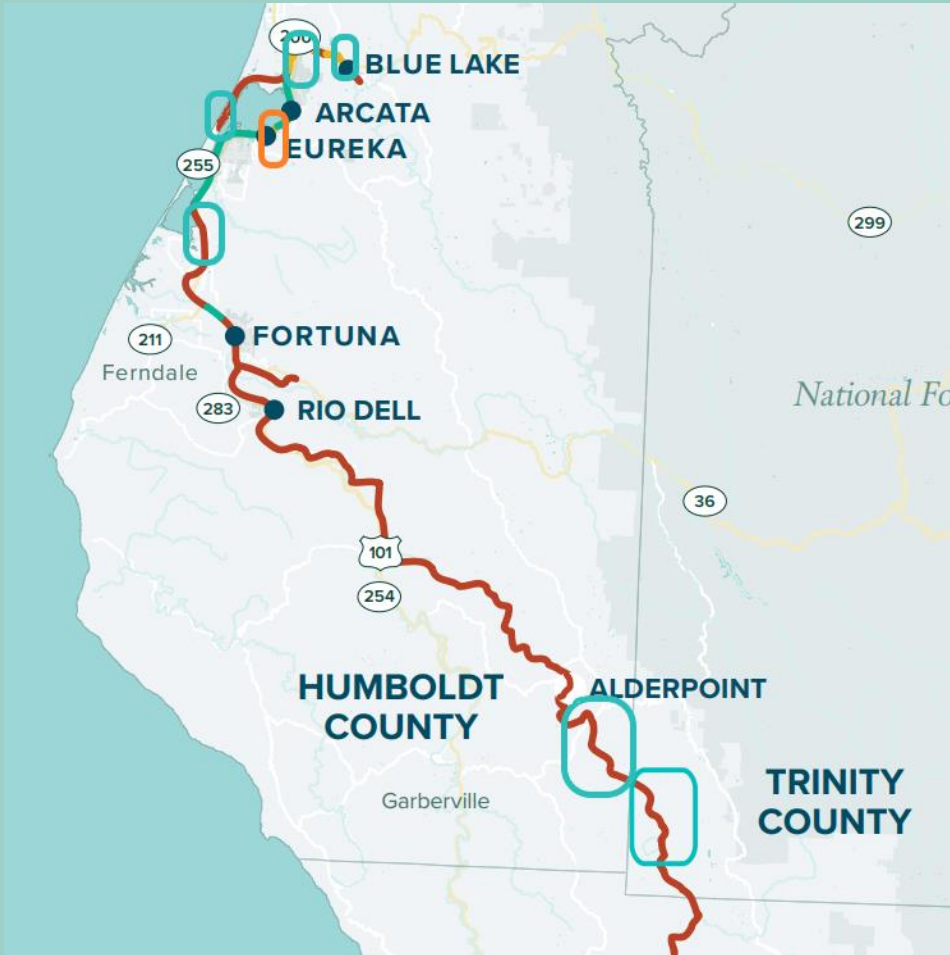 BLUE LAKE
ARCATA
EUREKA
255
299
FORTUNA
211
Ferndale
283
RIO DELL
National Fo
36
101
254
ALDERPOINT
HUMBOLDT
COUNTY
TRINITY
COUNTY
Garberville